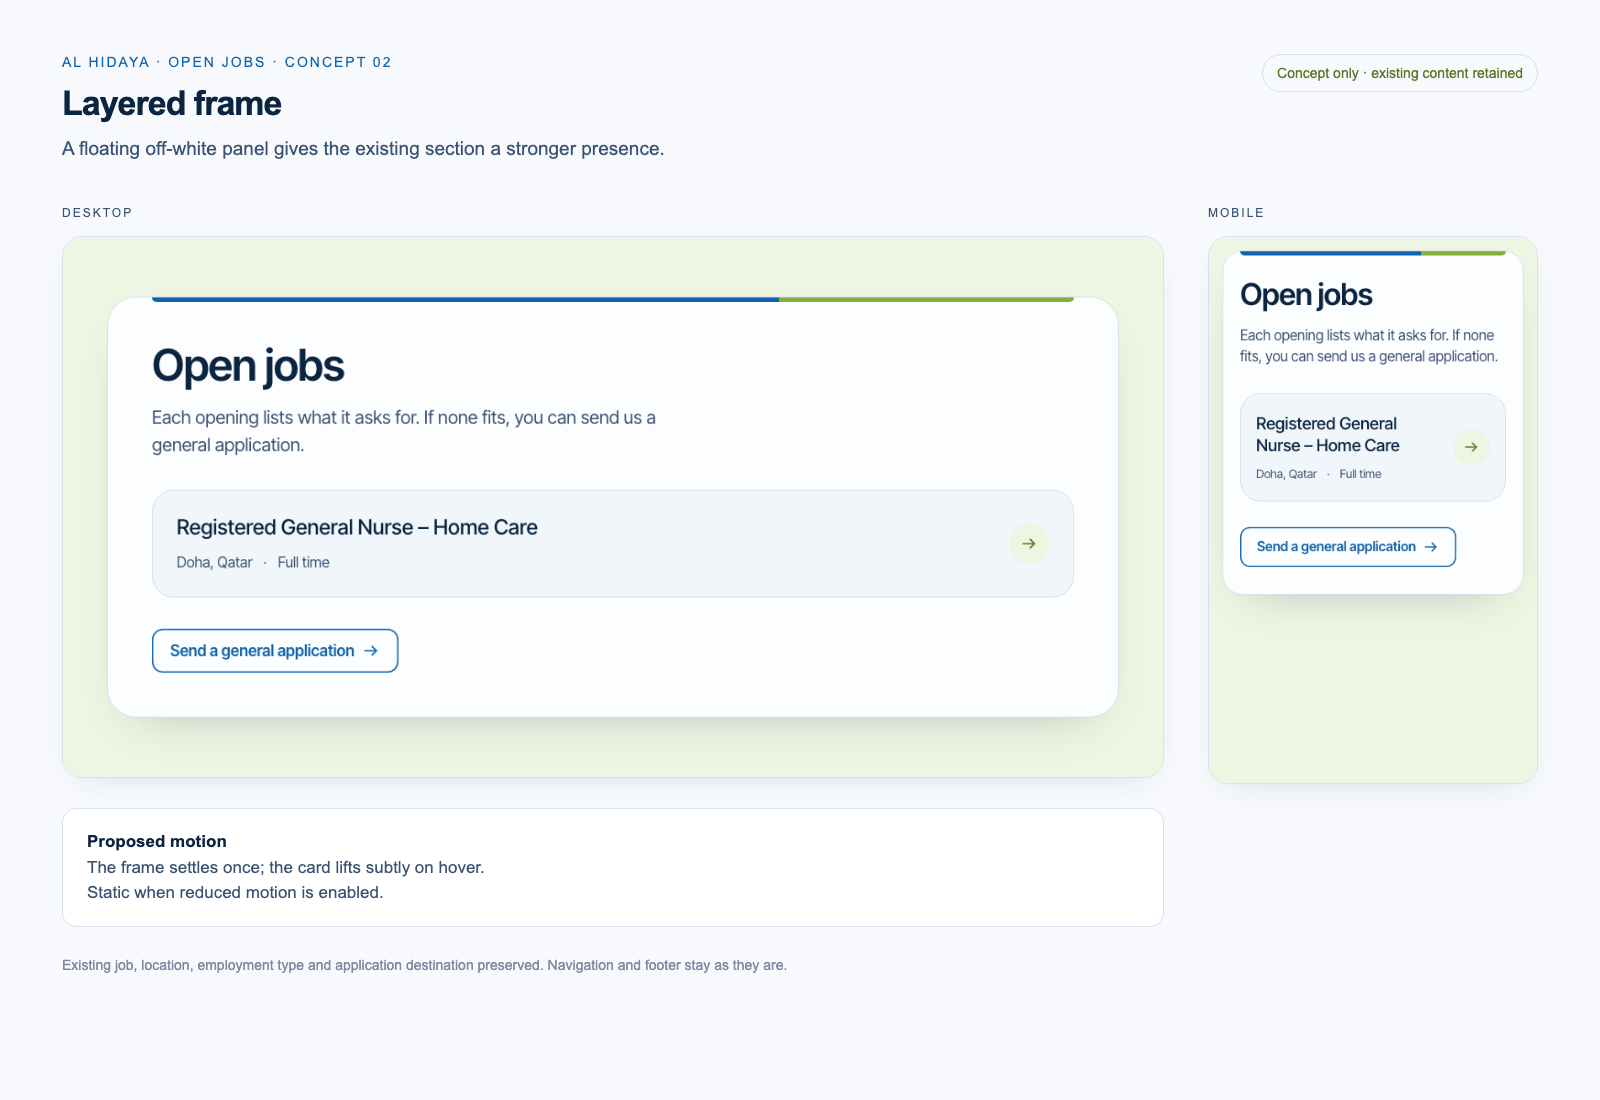 AL HIDAYA · OPEN JOBS · CONCEPT 02
Layered frame
A floating off-white panel gives the existing section a stronger presence.
Concept only · existing content retained
DESKTOP
Open jobs
Each opening lists what it asks for. If none fits, you can send us a
general application.
Registered General Nurse – Home Care
Doha, Qatar · Full time
Send a general application →
MOBILE
Open jobs
Each opening lists what it asks for. If none
fits, you can send us a general application.
Registered General
Nurse – Home Care
Doha, Qatar · Full time
Send a general application →
Proposed motion
The frame settles once; the card lifts subtly on hover.
Static when reduced motion is enabled.
Existing job, location, employment type and application destination preserved. Navigation and footer stay as they are.